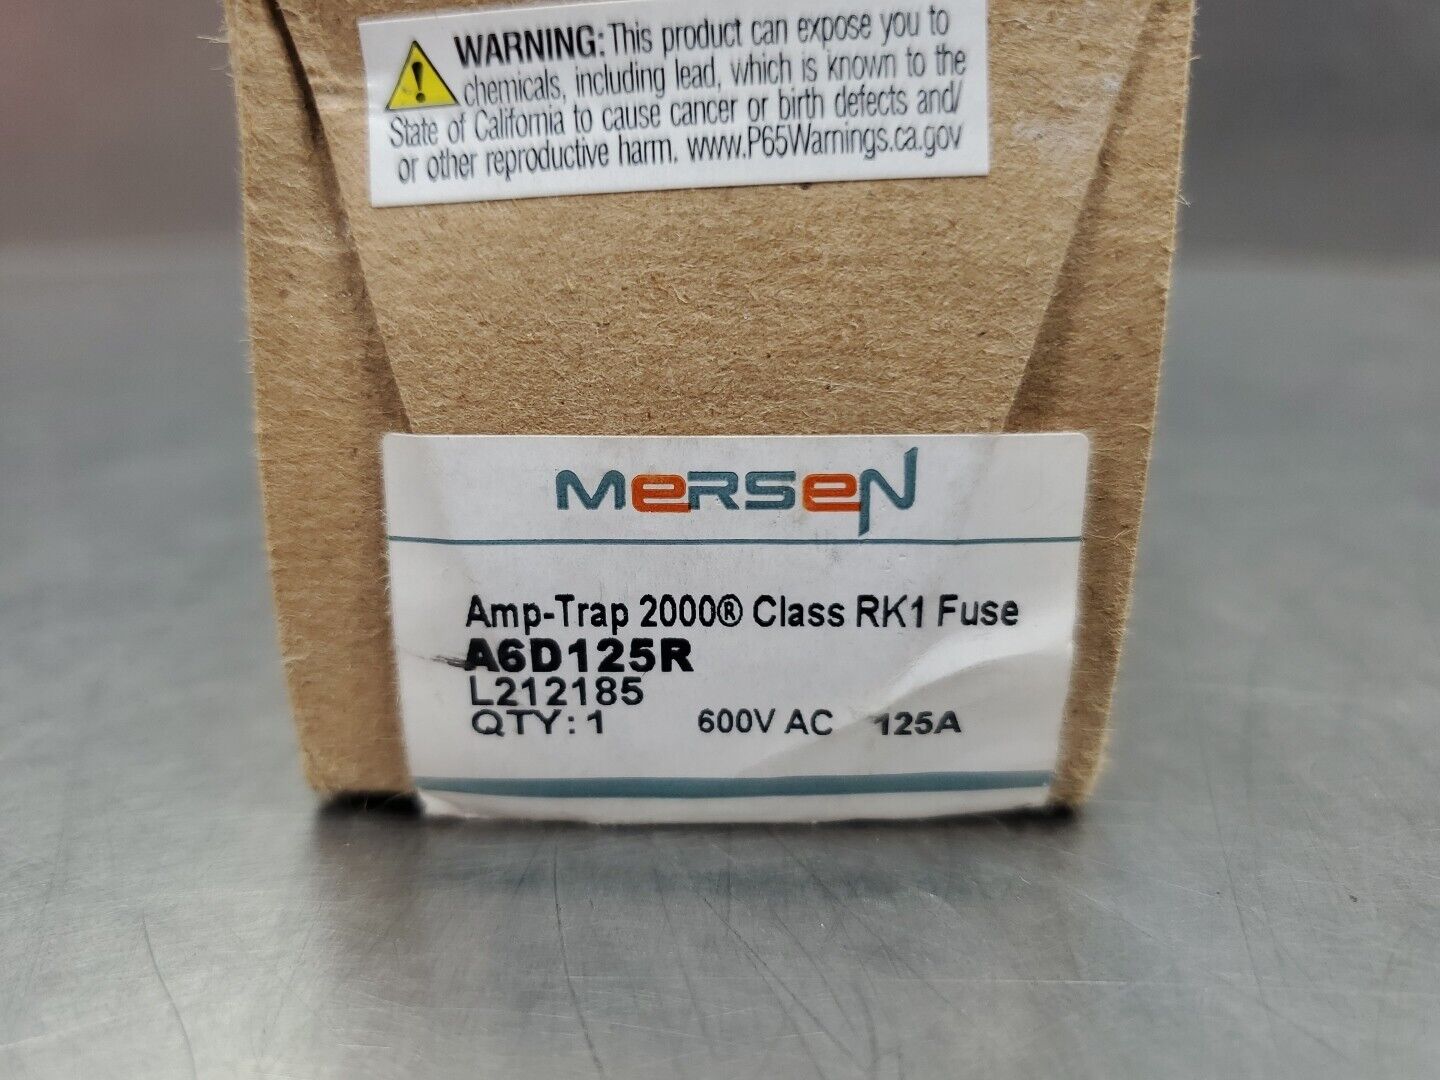 WARNING: This product can expose you to
chemicals, including lead, which is known to the
State of California to cause cancer or birth defects and/
or other reproductive harm. www.P65Warnings.ca.gov
MeRSeN
Amp-Trap 2000® Class RK1 Fuse
A6D125R
L212185
QTY: 1 600V AC 125A